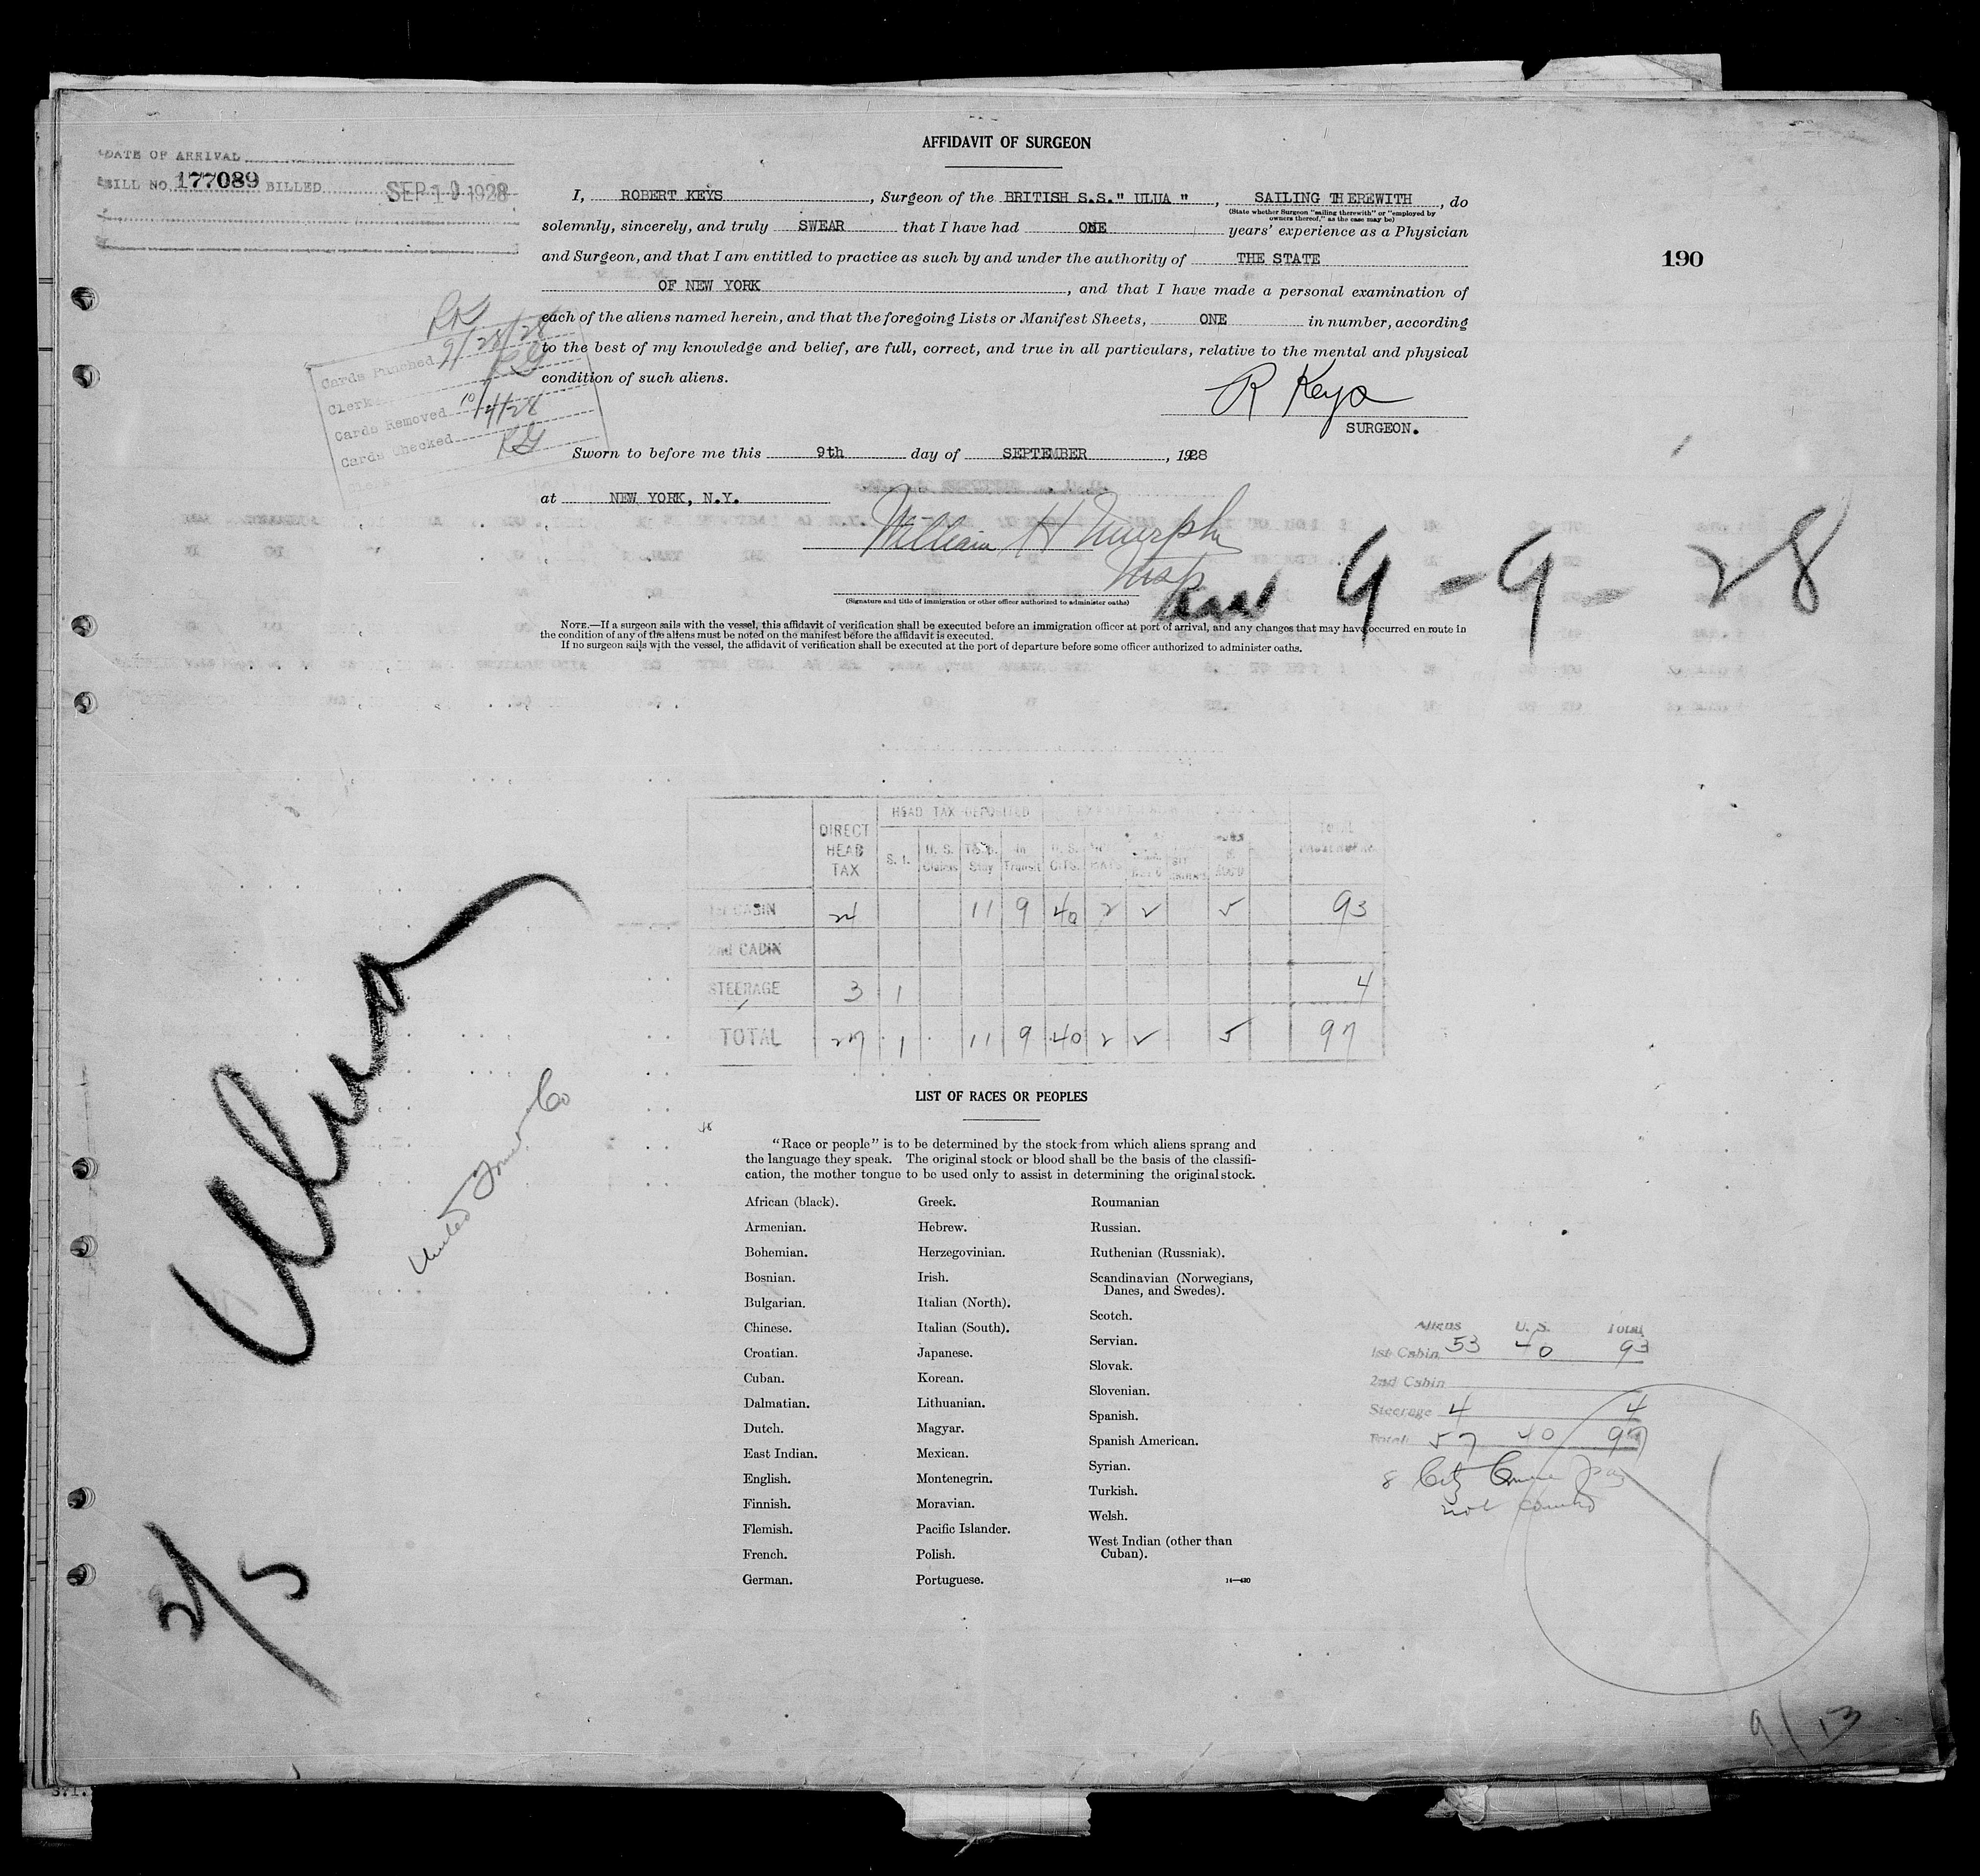 AFFIDAVIT OF SURGEON
DATE OF ARRIVAL
BILL NO. 177089 BILLED SEP 10 1928
I, ROBERT KEYS, Surgeon of the BRITISH S.S." ULUA ", SAILING THEREWITH, do
(State whether Surgeon "sailing therewith" or "employed by
owners thereof," as the case may be)
solemnly, sincerely, and truly SWEAR that I have had ONE years' experience as a Physician
and Surgeon, and that I am entitled to practice as such by and under the authority of THE STATE
190
OF NEW YORK, and that I have made a personal examination of
each of the aliens named herein, and that the foregoing Lists or Manifest Sheets, ONE in number, according
to the best of my knowledge and belief, are full, correct, and true in all particulars, relative to the mental and physical
condition of such aliens.
Cards Punched 9/28/28
Clerk RG
Cards Removed 10/4/28
Cards Checked RG
R Keys
SURGEON.
Sworn to before me this 9th day of SEPTEMBER, 1928
at NEW YORK, N.Y.
William H Murphy
Insp
(Signature and title of immigration or other officer authorized to administer oaths)
9-9-28
NOTE.—If a surgeon sails with the vessel, this affidavit of verification shall be executed before an immigration officer at port of arrival, and any changes that may have occurred en route in
the condition of any of the aliens must be noted on the manifest before the affidavit is executed.
If no surgeon sails with the vessel, the affidavit of verification shall be executed at the port of departure before some officer authorized to administer oaths.
HEAD TAX DEPOSITED
DIRECT HEAD TAX S. I. U. S. Claims Stay In Transit U. S. CITS. TOTAL
1st CABIN 24 11 9 40 2 2 5 93
2nd CABIN
STEERAGE 3 1 4
TOTAL 27 1 11 9 40 2 2 5 97
Ulua
United Fruit Co
LIST OF RACES OR PEOPLES
"Race or people" is to be determined by the stock from which aliens sprang and
the language they speak. The original stock or blood shall be the basis of the classifi-
cation, the mother tongue to be used only to assist in determining the original stock.
African (black).
Armenian.
Bohemian.
Bosnian.
Bulgarian.
Chinese.
Croatian.
Cuban.
Dalmatian.
Dutch.
East Indian.
English.
Finnish.
Flemish.
French.
German.
Greek.
Hebrew.
Herzegovinian.
Irish.
Italian (North).
Italian (South).
Japanese.
Korean.
Lithuanian.
Magyar.
Mexican.
Montenegrin.
Moravian.
Pacific Islander.
Polish.
Portuguese.
Roumanian
Russian.
Ruthenian (Russniak).
Scandinavian (Norwegians,
Danes, and Swedes).
Scotch.
Servian.
Slovak.
Slovenian.
Spanish.
Spanish American.
Syrian.
Turkish.
Welsh.
West Indian (other than
Cuban).
14—430
Aliens U. S. Total
1st Cabin 53 40 93
2nd Cabin
Steerage 4 4
Total 57 40 97
not counted
9/13
S.I.